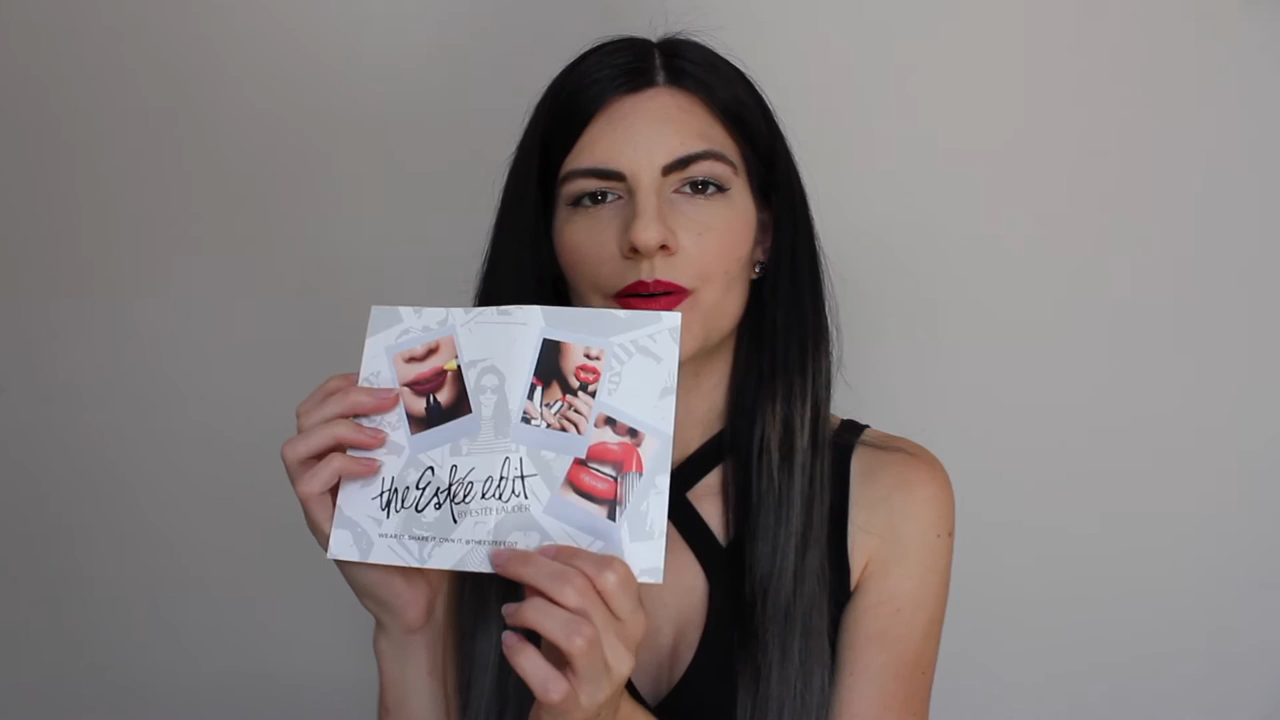 the Estée edit
BY ESTĒE LAUDER
WEAR IT. SHARE IT. OWN IT. @THEESTEEEDIT